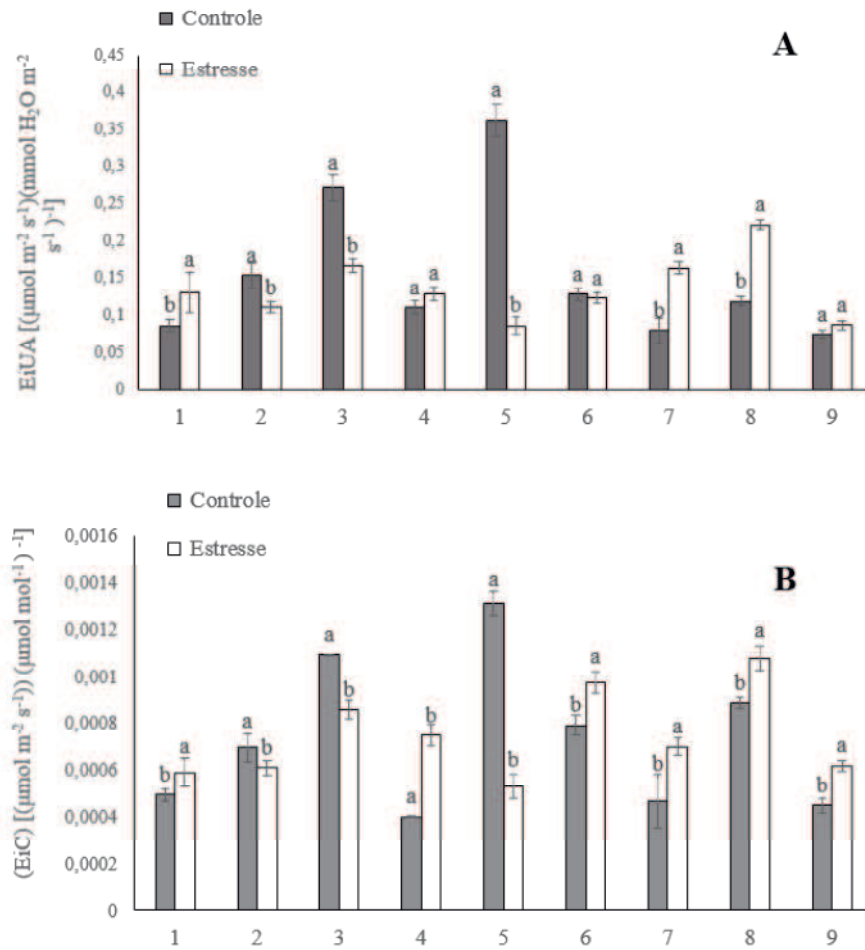 Controle
Estresse
A
EiUA [(µmol m⁻² s⁻¹)(mmol H₂O m⁻²
s⁻¹ )⁻¹]
0,45
0,4
0,35
0,3
0,25
0,2
0,15
0,1
0,05
0
b a a b a b a a a b a a b a b a a a
1 2 3 4 5 6 7 8 9
Controle
Estresse
B
(EiC) [(µmol m⁻² s⁻¹)) (µmol mol⁻¹ ) ⁻¹]
0,0016
0,0014
0,0012
0,001
0,0008
0,0006
0,0004
0,0002
0
b a a b a b a b a b b a b a b a b a
1 2 3 4 5 6 7 8 9